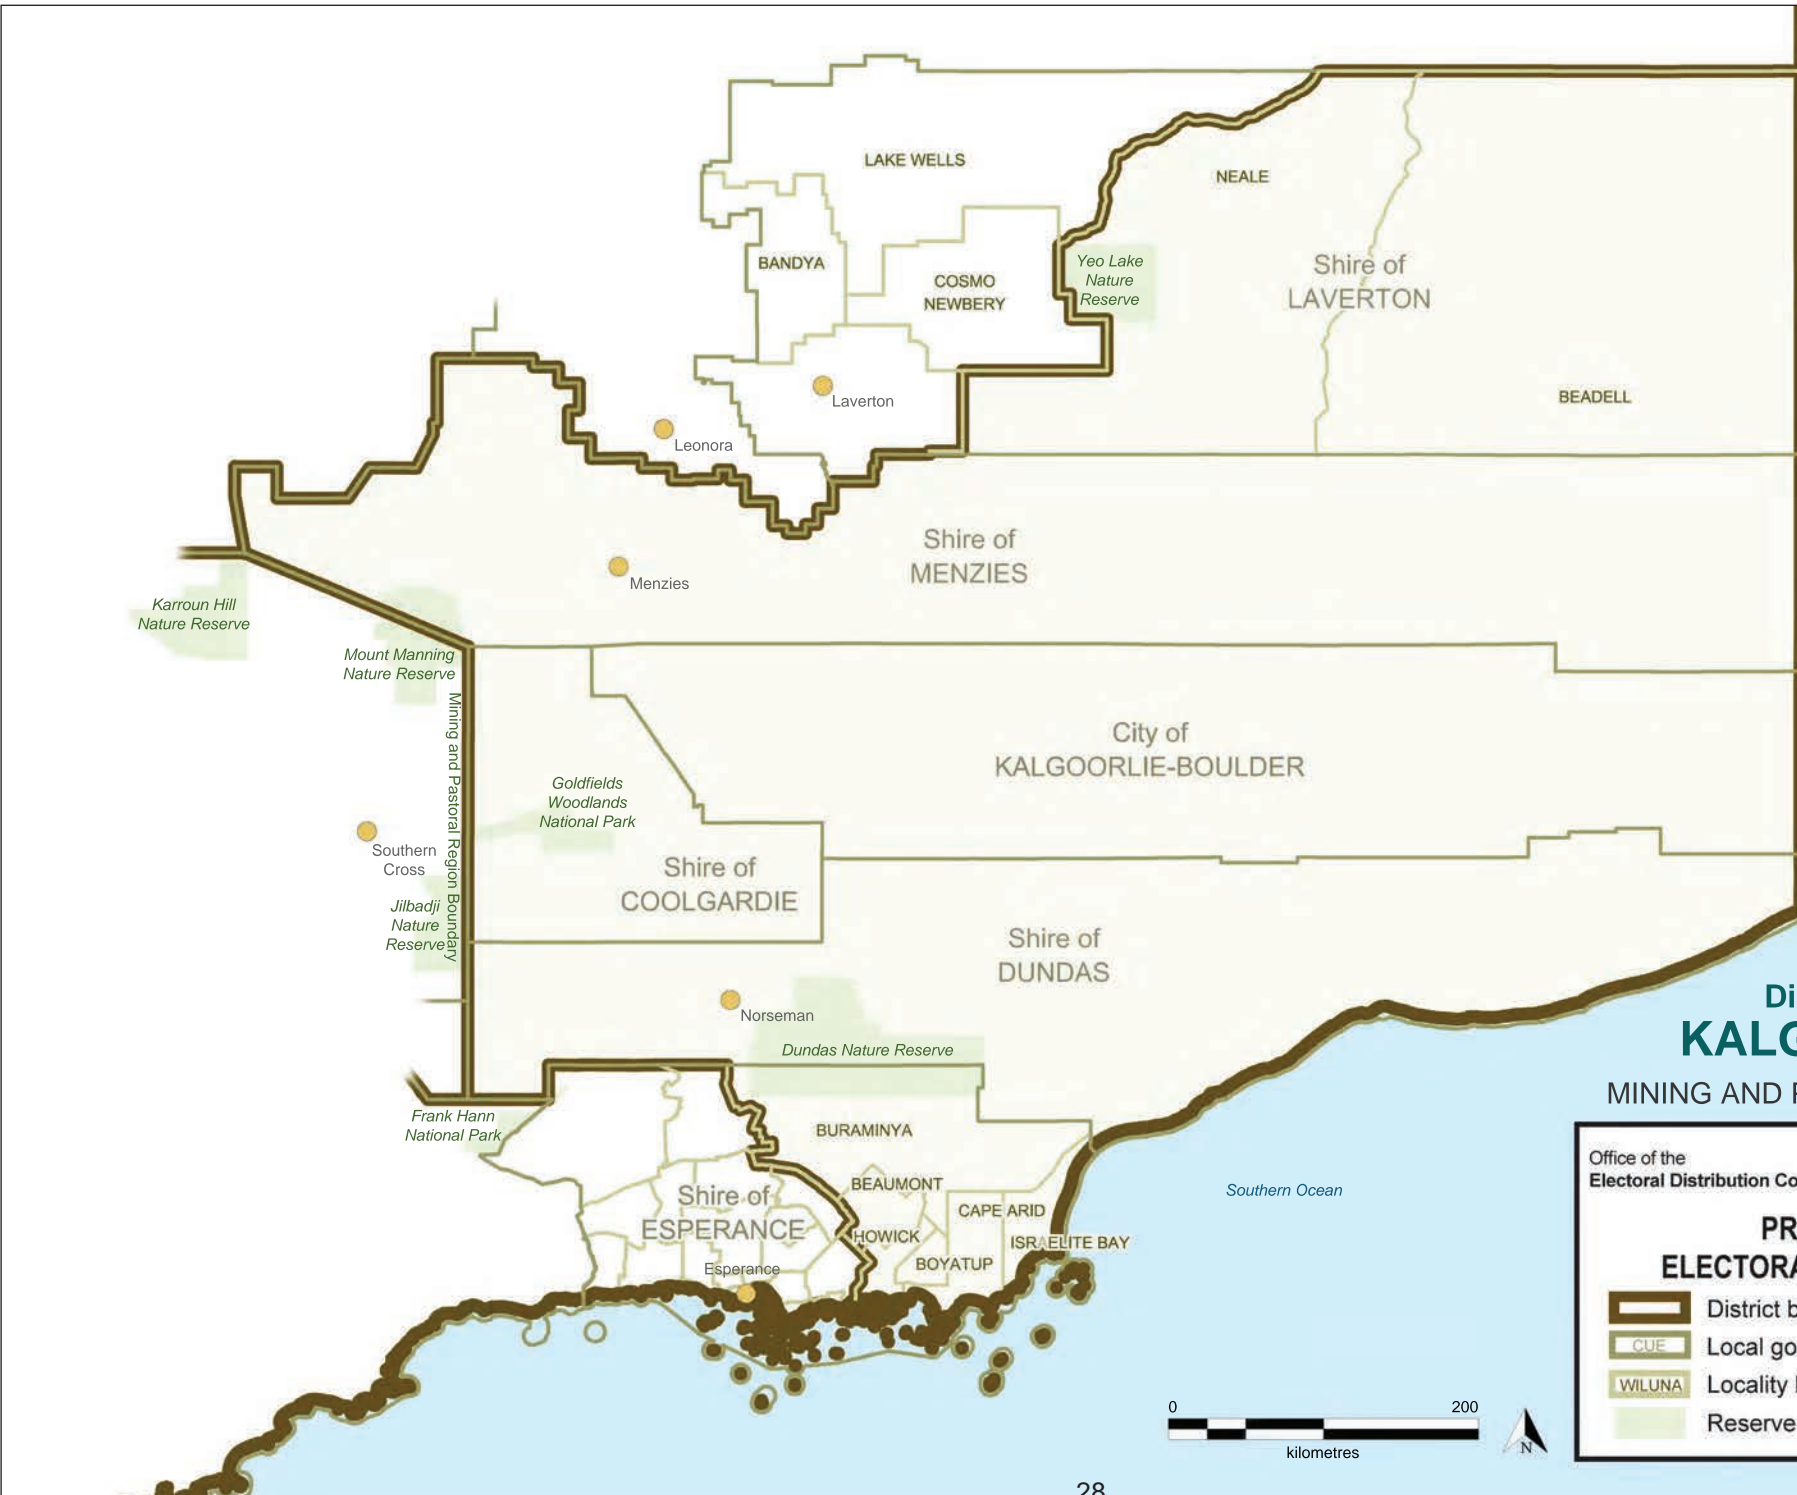 LAKE WELLS
NEALE
BANDYA
COSMO
NEWBERY
Yeo Lake
Nature
Reserve
Shire of
LAVERTON
BEADELL
Laverton
Leonora
Shire of
MENZIES
Menzies
Karroun Hill
Nature Reserve
Mount Manning
Nature Reserve
Mining and Pastoral Region Boundary
City of
KALGOORLIE-BOULDER
Goldfields
Woodlands
National Park
Southern
Cross
Shire of
COOLGARDIE
Jilbadji
Nature
Reserve
Shire of
DUNDAS
Norseman
Dundas Nature Reserve
Frank Hann
National Park
BURAMINYA
BEAUMONT
Shire of
ESPERANCE
CAPE ARID
HOWICK
ISRAELITE BAY
BOYATUP
Esperance
Southern Ocean
Di
KALG
MINING AND
Office of the
Electoral Distribution Co
PR
ELECTORA
District b
CUE
Local go
WILUNA
Locality
Reserve
0 200
kilometres
N
28